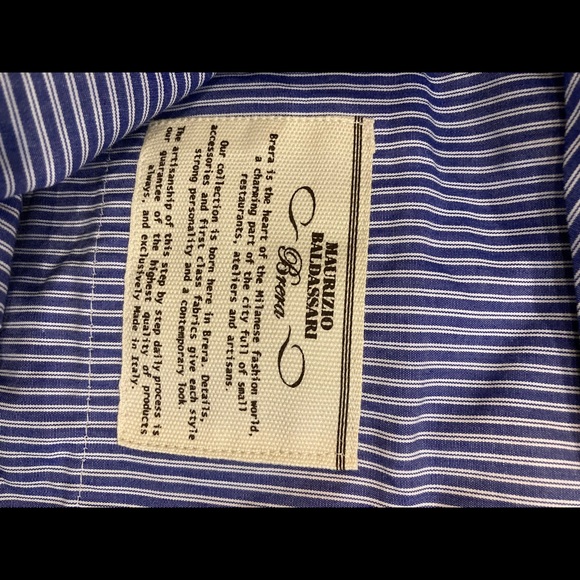 MAURIZIO
BALDASSARI
Brera
Brera is the heart of the Milanese fashion world,
a charming part of the city full of small
restaurants, ateliers and artisans.
Our collection is born here in Brera. Details,
accessories and first class fabrics give each style
strong personality and a contemporary look.
The artisanship of this step by step daily process is
our guarantee of the highest quality of products
always, and exclusively Made in Italy.